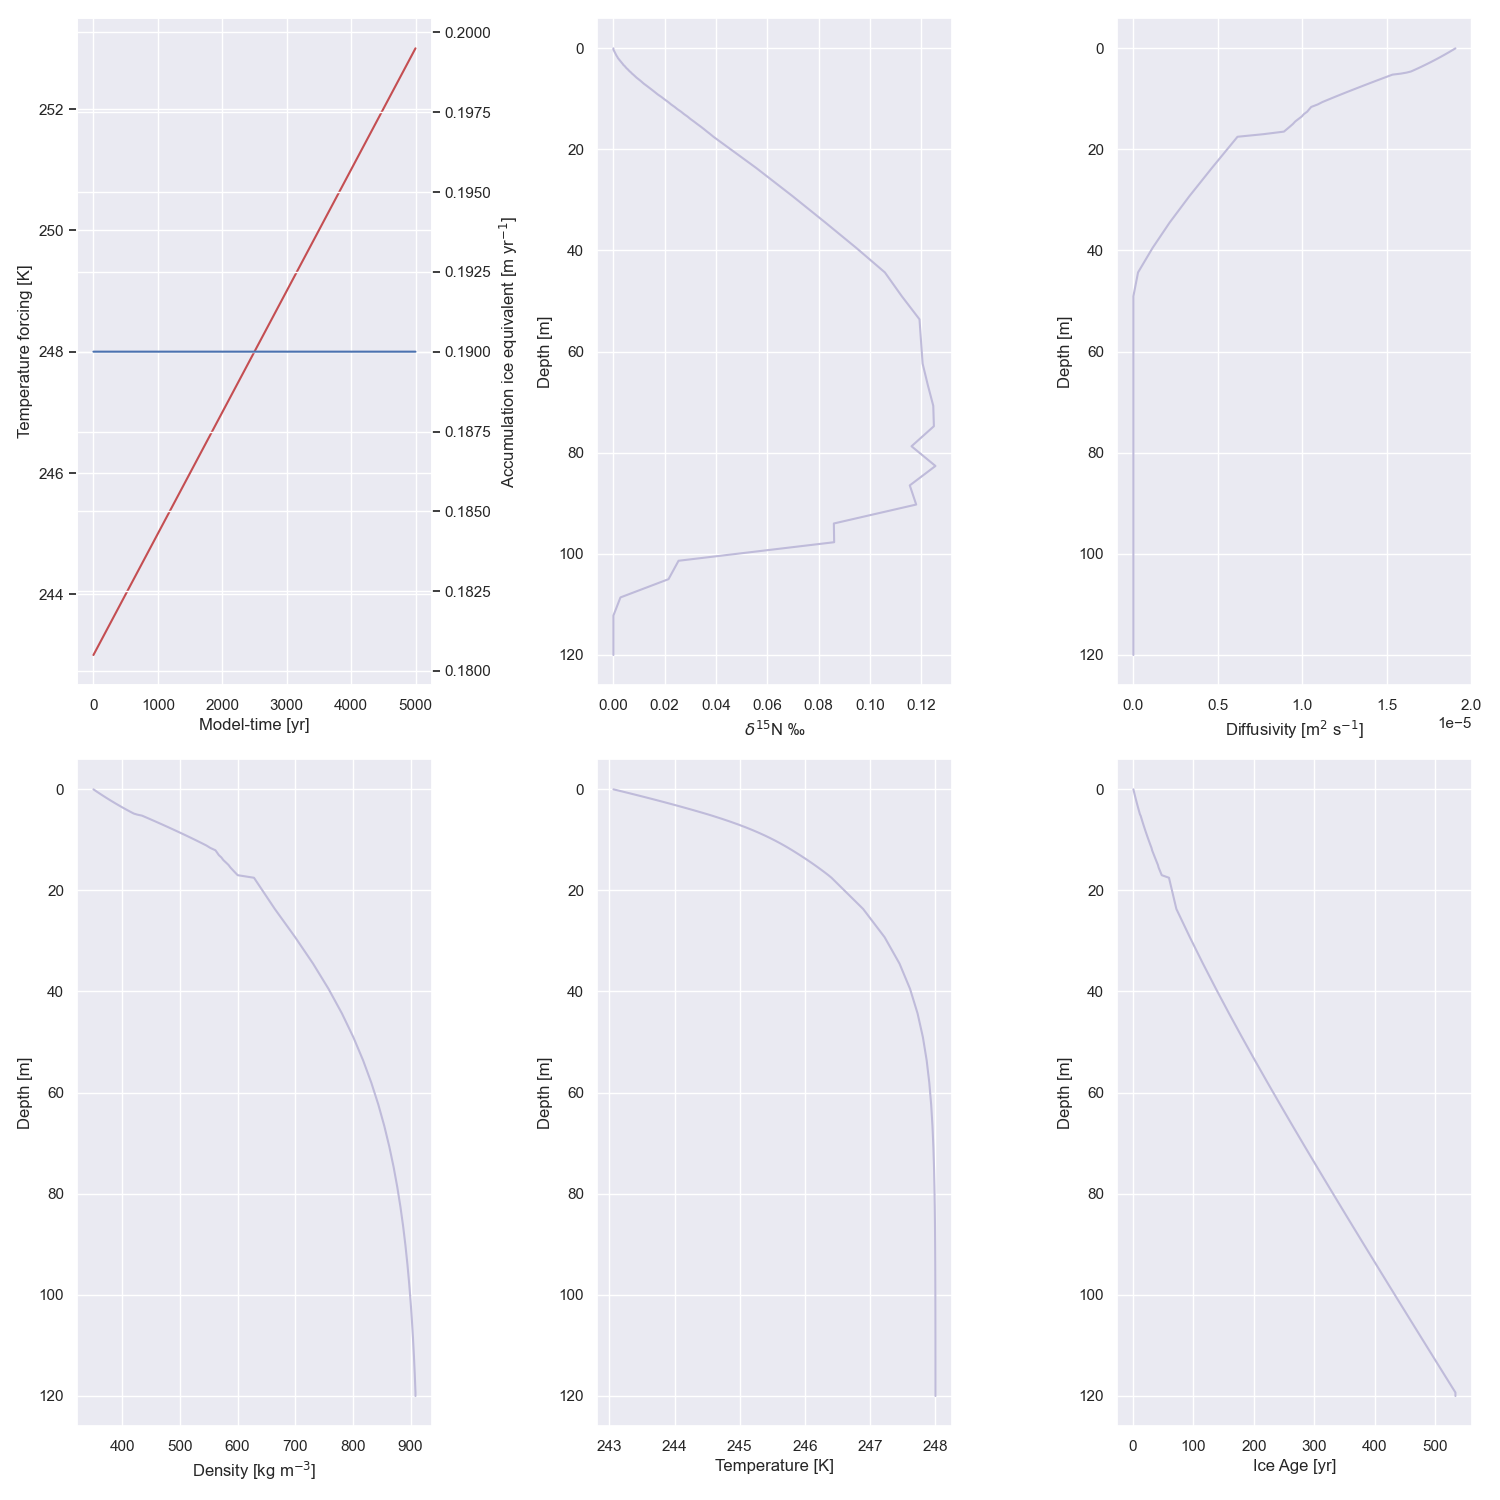 Temperature forcing [K]
252
250
248
246
244
0 1000 2000 3000 4000 5000
Model-time [yr]
0.2000
0.1975
0.1950
0.1925
0.1900
0.1875
0.1850
0.1825
0.1800
Accumulation ice equivalent [m yr⁻¹]
Depth [m]
0
20
40
60
80
100
120
0.00 0.02 0.04 0.06 0.08 0.10 0.12
δ¹⁵N ‰
Depth [m]
0
20
40
60
80
100
120
0.0 0.5 1.0 1.5 2.0
1e−5
Diffusivity [m² s⁻¹]
Depth [m]
0
20
40
60
80
100
120
400 500 600 700 800 900
Density [kg m⁻³]
Depth [m]
0
20
40
60
80
100
120
243 244 245 246 247 248
Temperature [K]
Depth [m]
0
20
40
60
80
100
120
0 100 200 300 400 500
Ice Age [yr]